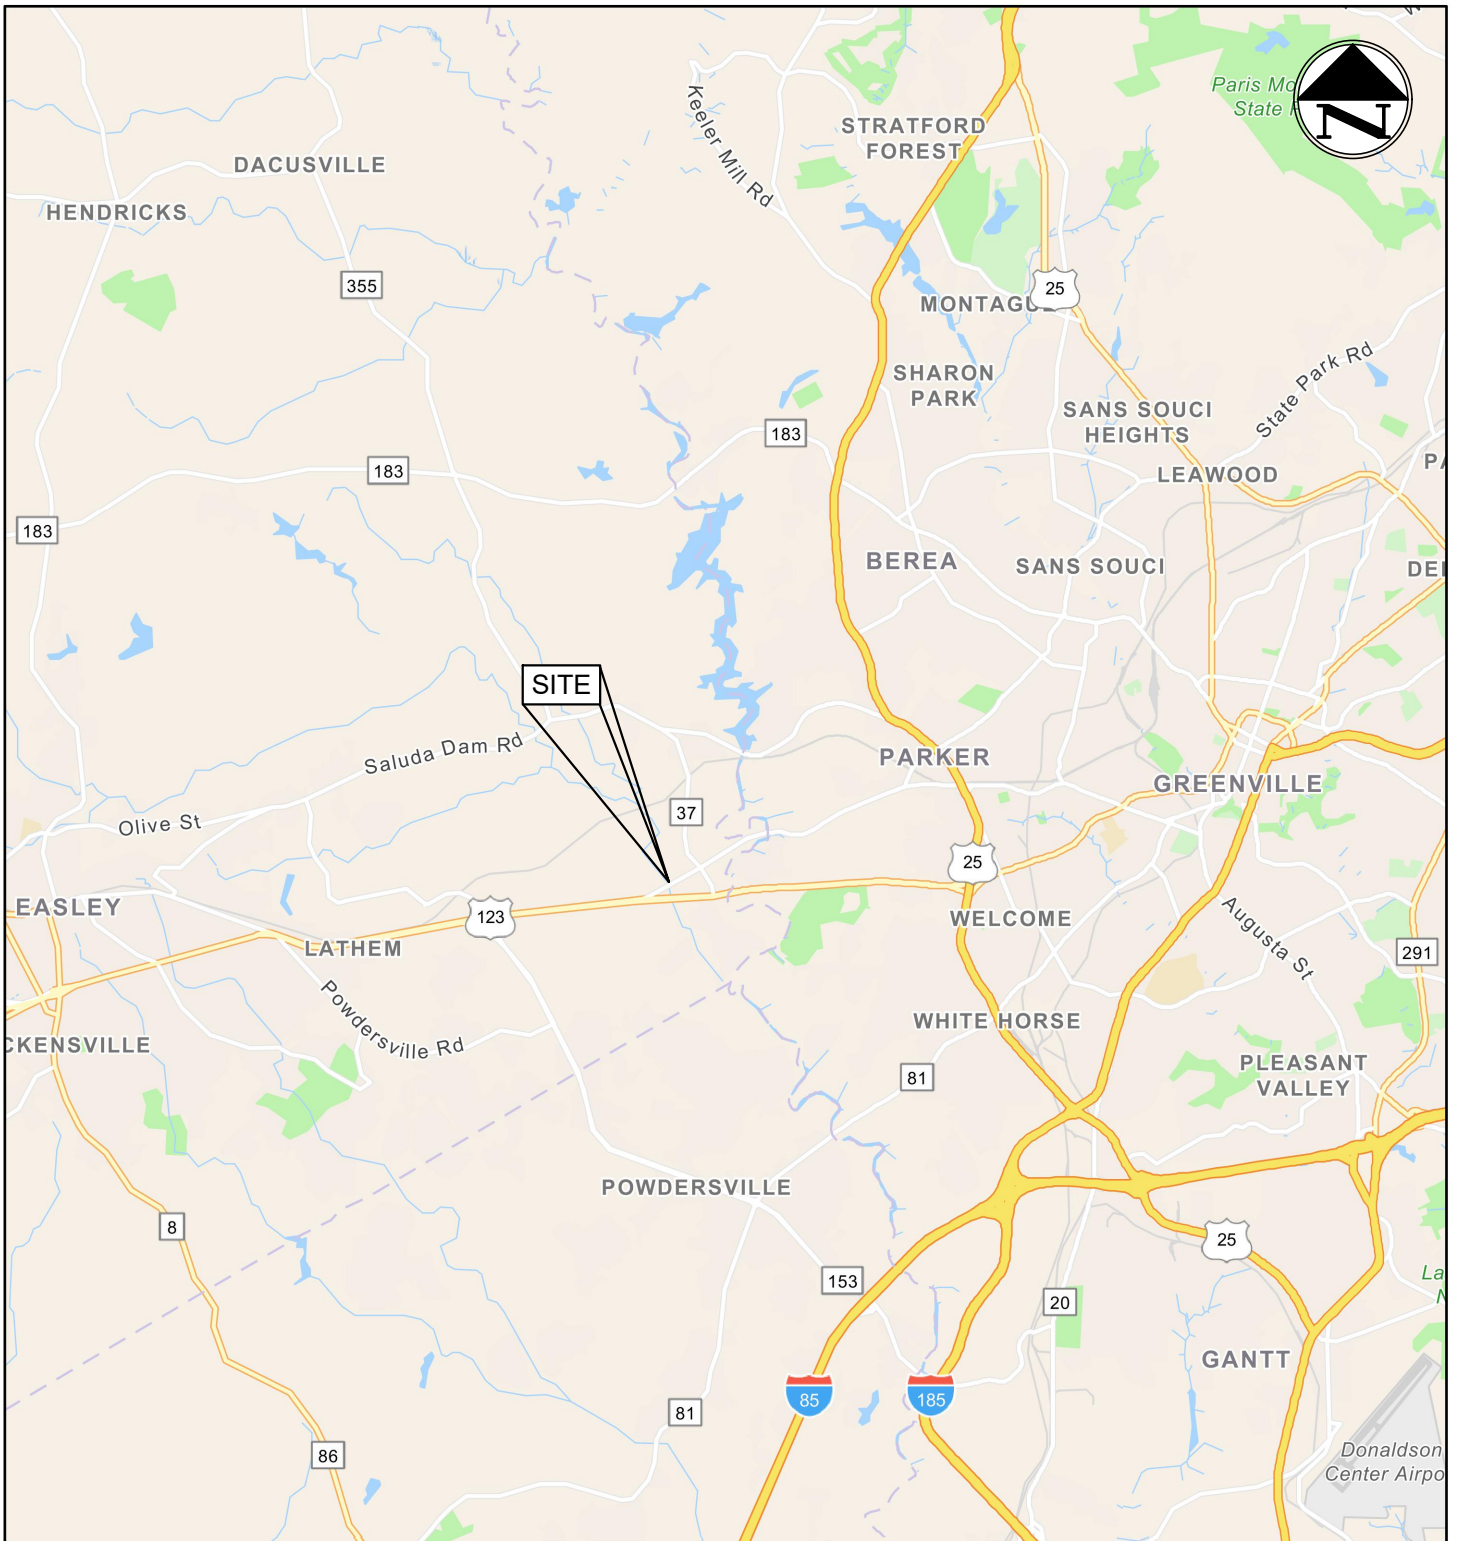 Paris Mo
State
N
STRATFORD
FOREST
Keeler Mill Rd
DACUSVILLE
HENDRICKS
355
25
MONTAGUE
State Park Rd
SHARON
PARK
SANS SOUCI
HEIGHTS
183
LEAWOOD
PA
183
183
BEREA
SANS SOUCI
DE
SITE
Saluda Dam Rd
PARKER
GREENVILLE
37
Olive St
25
EASLEY
123
WELCOME
Augusta St
LATHEM
291
Powdersville Rd
WHITE HORSE
CKENSVILLE
PLEASANT
VALLEY
81
POWDERSVILLE
8
25
153
La
N
20
GANTT
85
185
81
86
Donaldson
Center Airpo